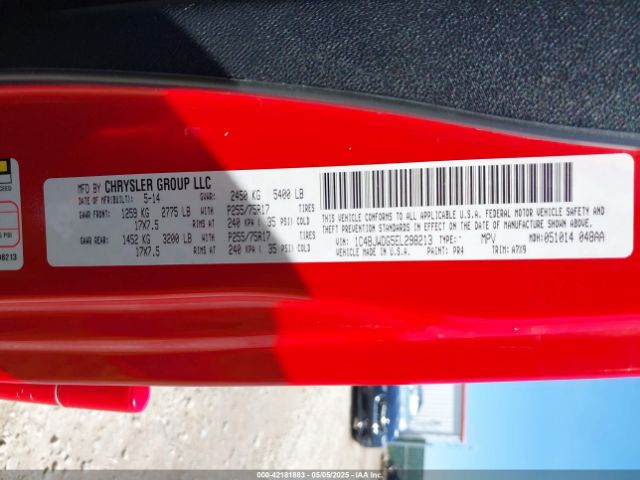 MFD BY CHRYSLER GROUP LLC
DATE OF MFR(BUILT): 5-14 GVWR: 2450 KG 5400 LB
GAWR FRONT: 1259 KG 2775 LB WITH P255/75R17 TIRES
17X7.5 RIMS AT 240 KPA ( 35 PSI) COLD
GAWR REAR: 1452 KG 3200 LB WITH P255/75R17 TIRES
17X7.5 RIMS AT 240 KPA ( 35 PSI) COLD
THIS VEHICLE CONFORMS TO ALL APPLICABLE U.S.A. FEDERAL MOTOR VEHICLE SAFETY AND
THEFT PREVENTION STANDARDS IN EFFECT ON THE DATE OF MANUFACTURE SHOWN ABOVE.
VIN: 1C4BJWDG5EL298213 TYPE: MPV MDH: 051014 048AA
VEHICLE MADE IN U.S.A. PAINT: PR4 TRIM: A7X9
PSI
98213
000-42181883 - 05/05/2025 - IAA Inc.